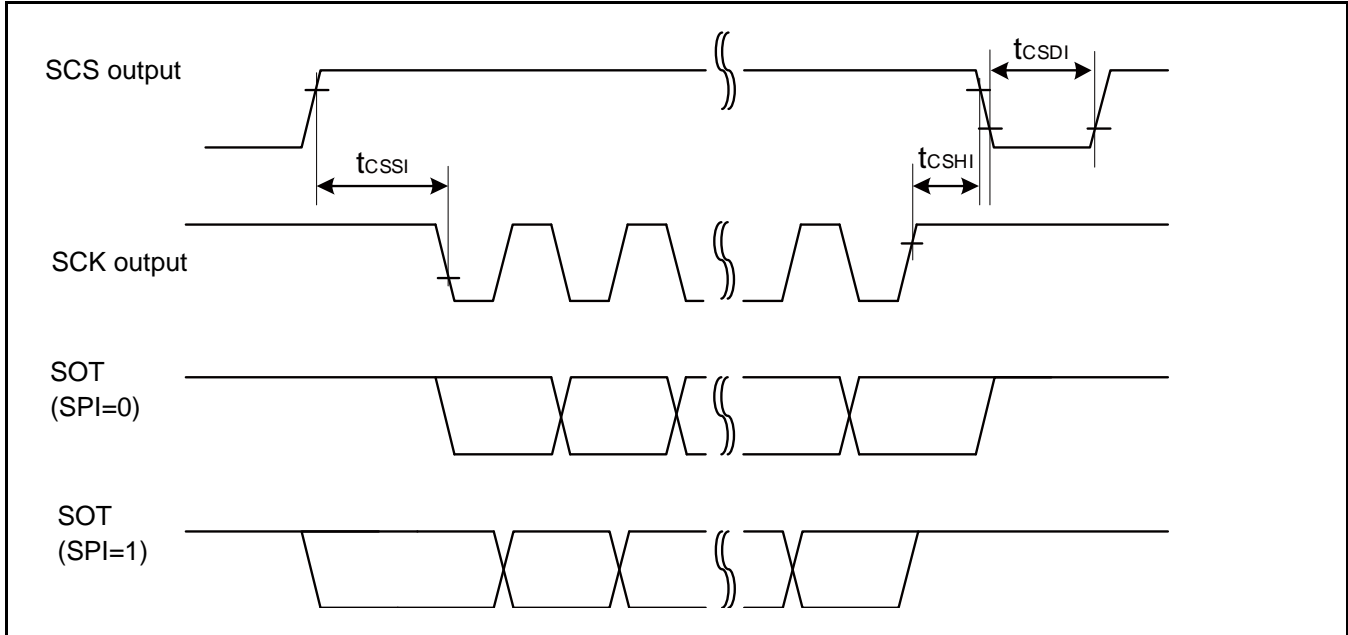 SCS output
tCSDI
tCSSI
tCSHI
SCK output
SOT
(SPI=0)
SOT
(SPI=1)